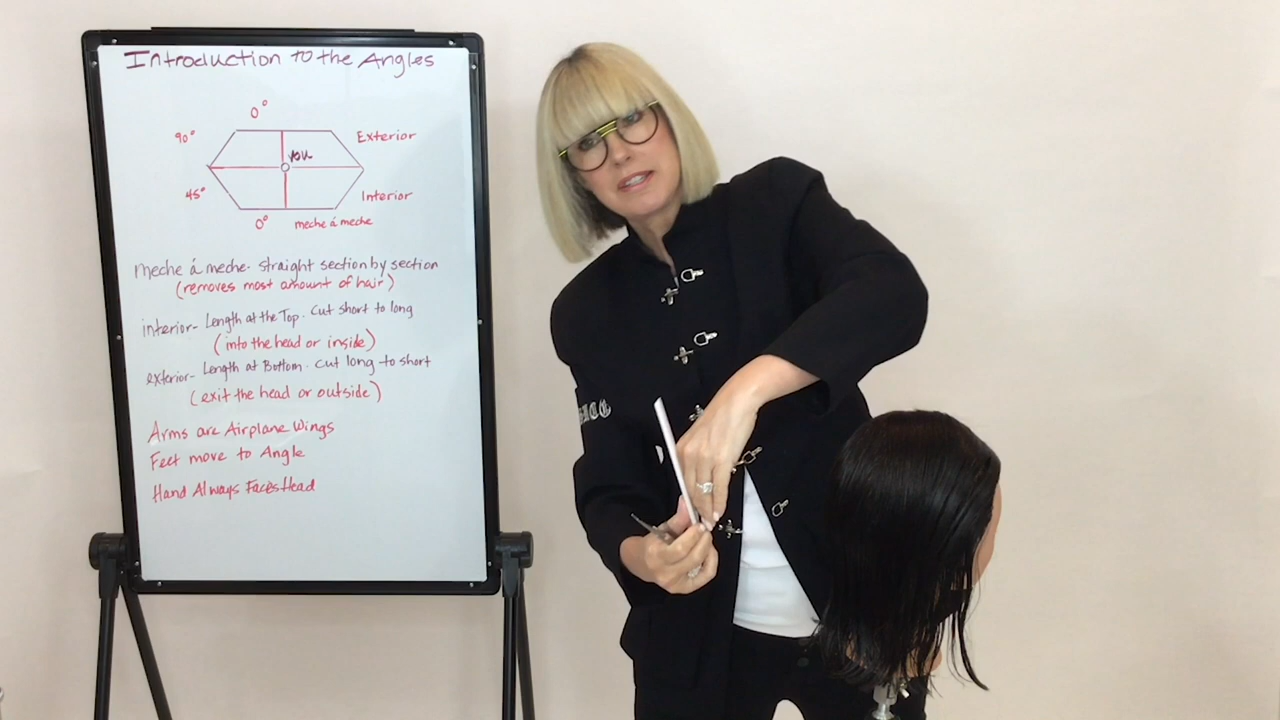 Introduction to the Angles
0°
90°
Exterior
you
45°
Interior
0°
meche á meche
meche á meche - straight section by section
(removes most amount of hair)
interior - Length at the Top. Cut short to long
(into the head or inside)
exterior - Length at Bottom. Cut long to short
(exit the head or outside)
Arms are Airplane Wings
Feet move to Angle
Hand Always Faces Head